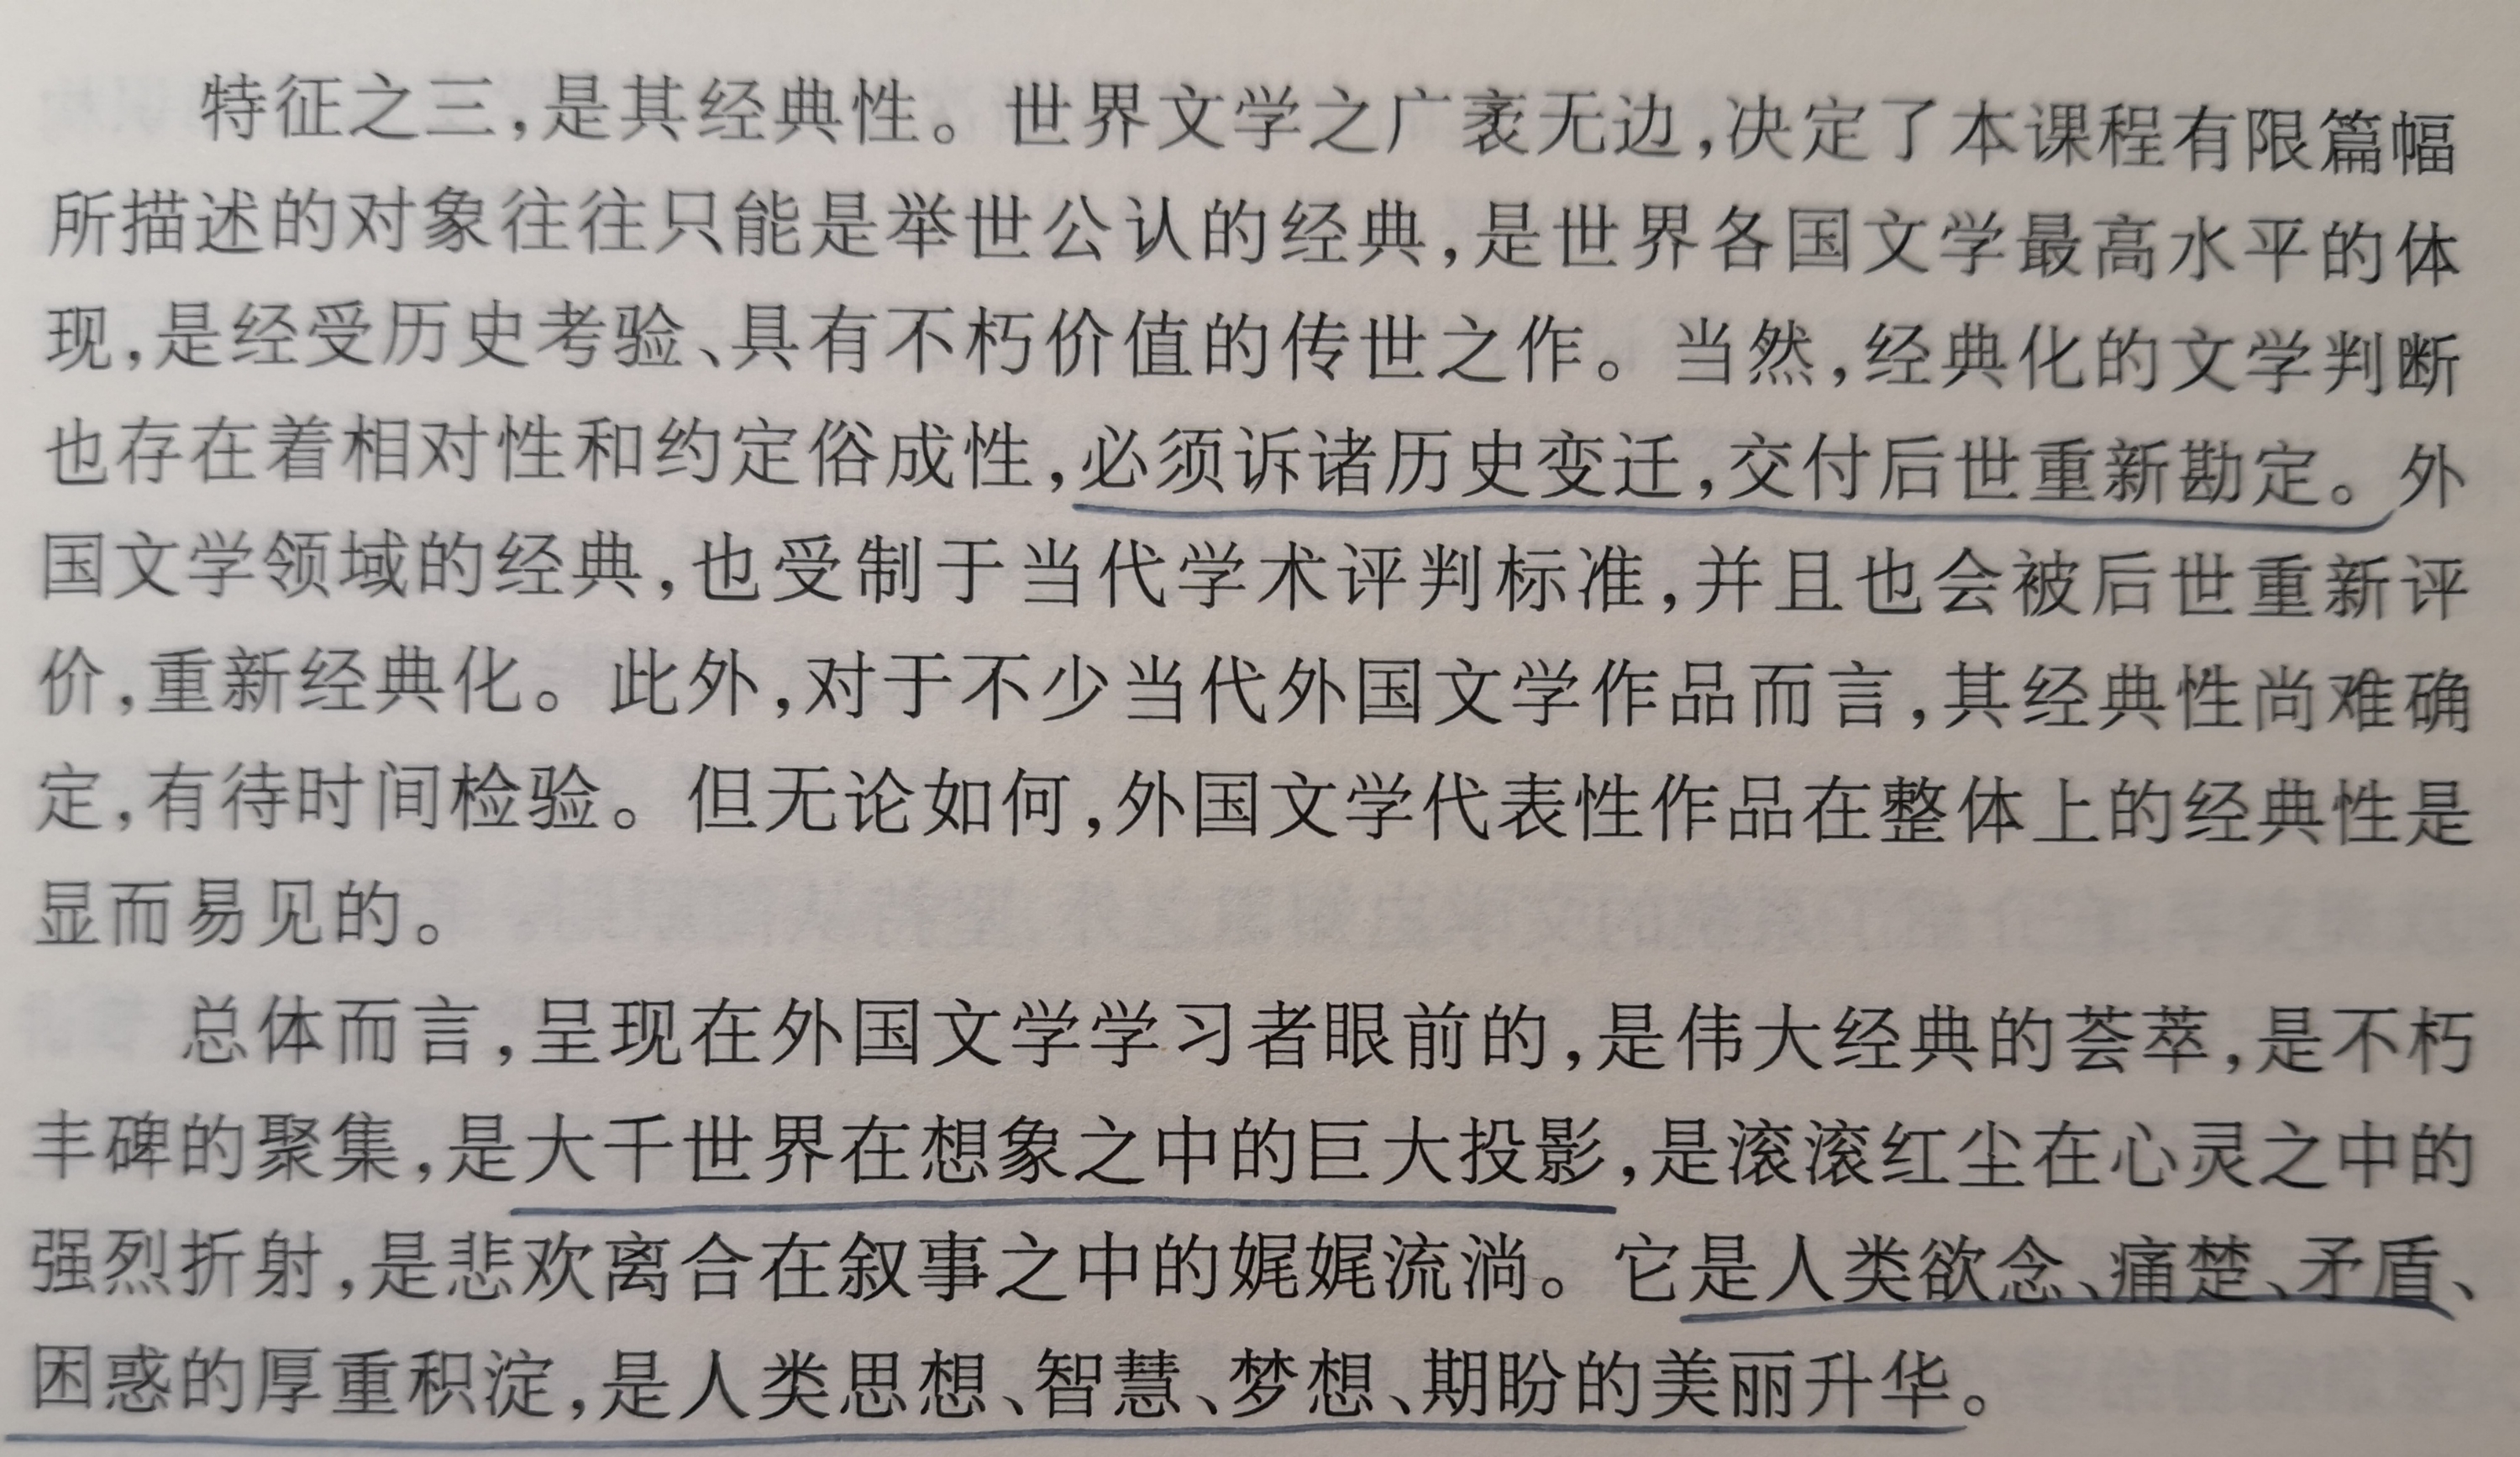 特征之三,是其经典性。世界文学之广袤无边,决定了本课程有限篇幅
所描述的对象往往只能是举世公认的经典,是世界各国文学最高水平的体
现,是经受历史考验、具有不朽价值的传世之作。当然,经典化的文学判断
也存在着相对性和约定俗成性,必须诉诸历史变迁,交付后世重新勘定。外
国文学领域的经典,也受制于当代学术评判标准,并且也会被后世重新评
价,重新经典化。此外,对于不少当代外国文学作品而言,其经典性尚难确
定,有待时间检验。但无论如何,外国文学代表性作品在整体上的经典性是
显而易见的。
总体而言,呈现在外国文学学习者眼前的,是伟大经典的荟萃,是不朽
丰碑的聚集,是大千世界在想象之中的巨大投影,是滚滚红尘在心灵之中的
强烈折射,是悲欢离合在叙事之中的娓娓流淌。它是人类欲念、痛楚、矛盾、
困惑的厚重积淀,是人类思想、智慧、梦想、期盼的美丽升华。